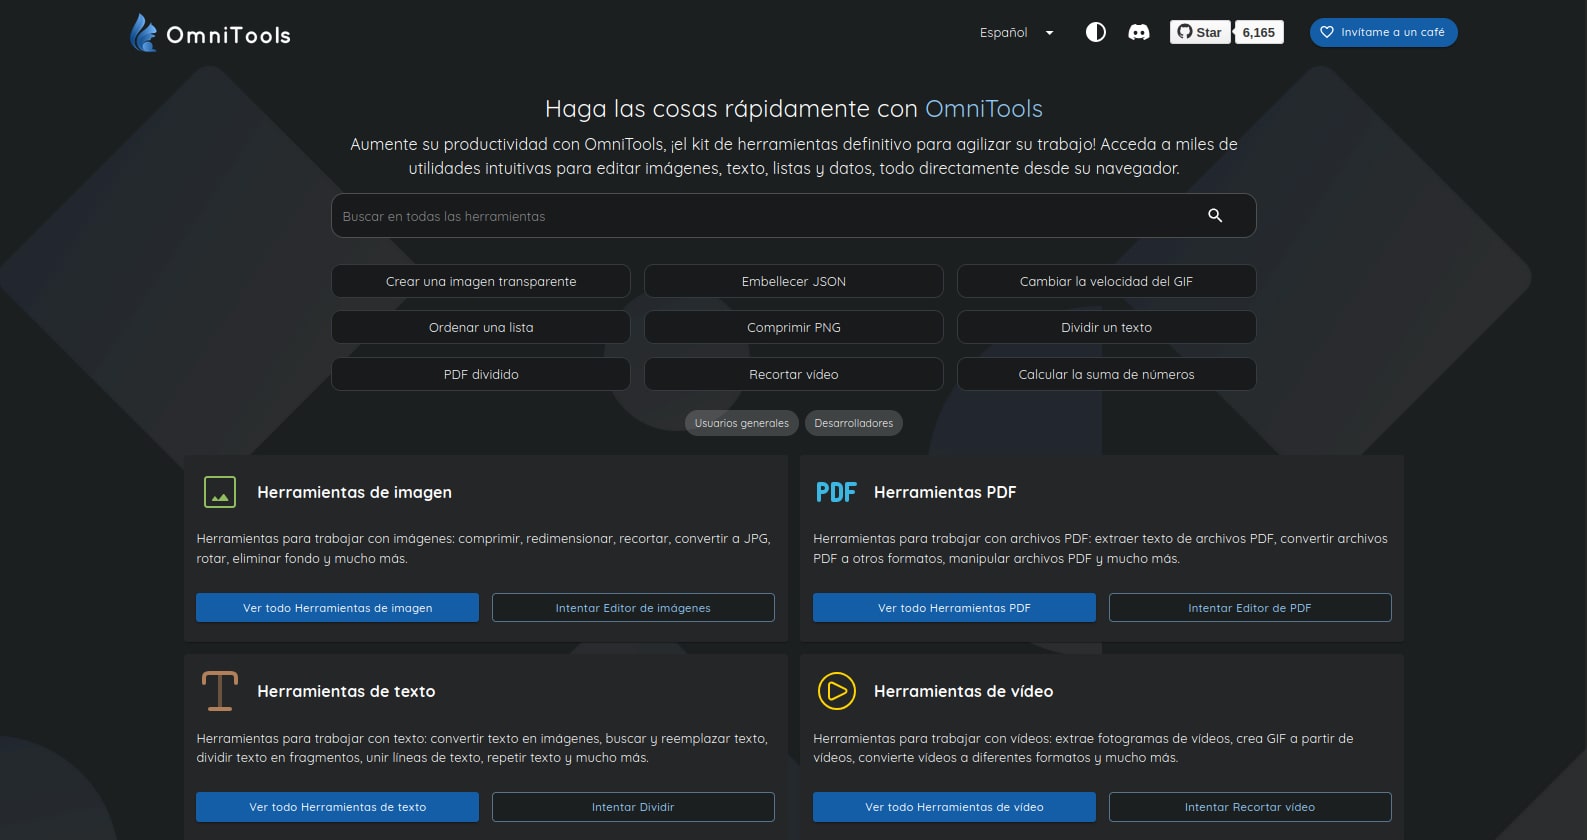 OmniTools
Español
Star
6,165
Invítame a un café
Haga las cosas rápidamente con OmniTools
Aumente su productividad con OmniTools, ¡el kit de herramientas definitivo para agilizar su trabajo! Acceda a miles de
utilidades intuitivas para editar imágenes, texto, listas y datos, todo directamente desde su navegador.
Buscar en todas las herramientas
Crear una imagen transparente
Embellecer JSON
Cambiar la velocidad del GIF
Ordenar una lista
Comprimir PNG
Dividir un texto
PDF dividido
Recortar vídeo
Calcular la suma de números
Usuarios generales
Desarrolladores
Herramientas de imagen
Herramientas para trabajar con imágenes: comprimir, redimensionar, recortar, convertir a JPG,
rotar, eliminar fondo y mucho más.
Ver todo Herramientas de imagen
Intentar Editor de imágenes
PDF
Herramientas PDF
Herramientas para trabajar con archivos PDF: extraer texto de archivos PDF, convertir archivos
PDF a otros formatos, manipular archivos PDF y mucho más.
Ver todo Herramientas PDF
Intentar Editor de PDF
Herramientas de texto
Herramientas para trabajar con texto: convertir texto en imágenes, buscar y reemplazar texto,
dividir texto en fragmentos, unir líneas de texto, repetir texto y mucho más.
Ver todo Herramientas de texto
Intentar Dividir
Herramientas de vídeo
Herramientas para trabajar con vídeos: extrae fotogramas de vídeos, crea GIF a partir de
vídeos, convierte vídeos a diferentes formatos y mucho más.
Ver todo Herramientas de vídeo
Intentar Recortar vídeo